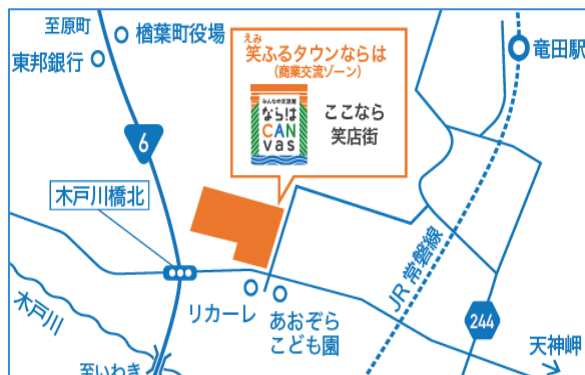 至原町
楢葉町役場
東邦銀行
えみ
笑ふるタウンならは
(商業交流ゾーン)
みんなの交流館
ならは
CAN
vas
ここなら
笑店街
竜田駅
6
木戸川橋北
木戸川
リカーレ
あおぞら
こども園
JR 常磐線
244
天神岬
至いわき